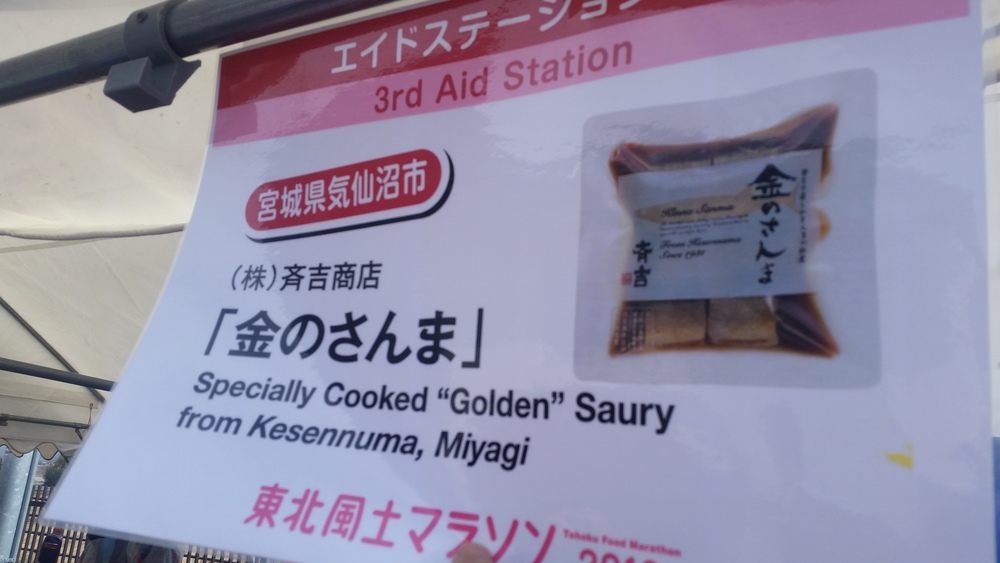 エイドステーション
3rd Aid Station
宮城県気仙沼市
(株)斉吉商店
「金のさんま」
Specially Cooked “Golden” Saury
from Kesennuma, Miyagi
東北風土マラソン
Tohoku Food Marathon
金のさんま
斉吉
From Kesennuma